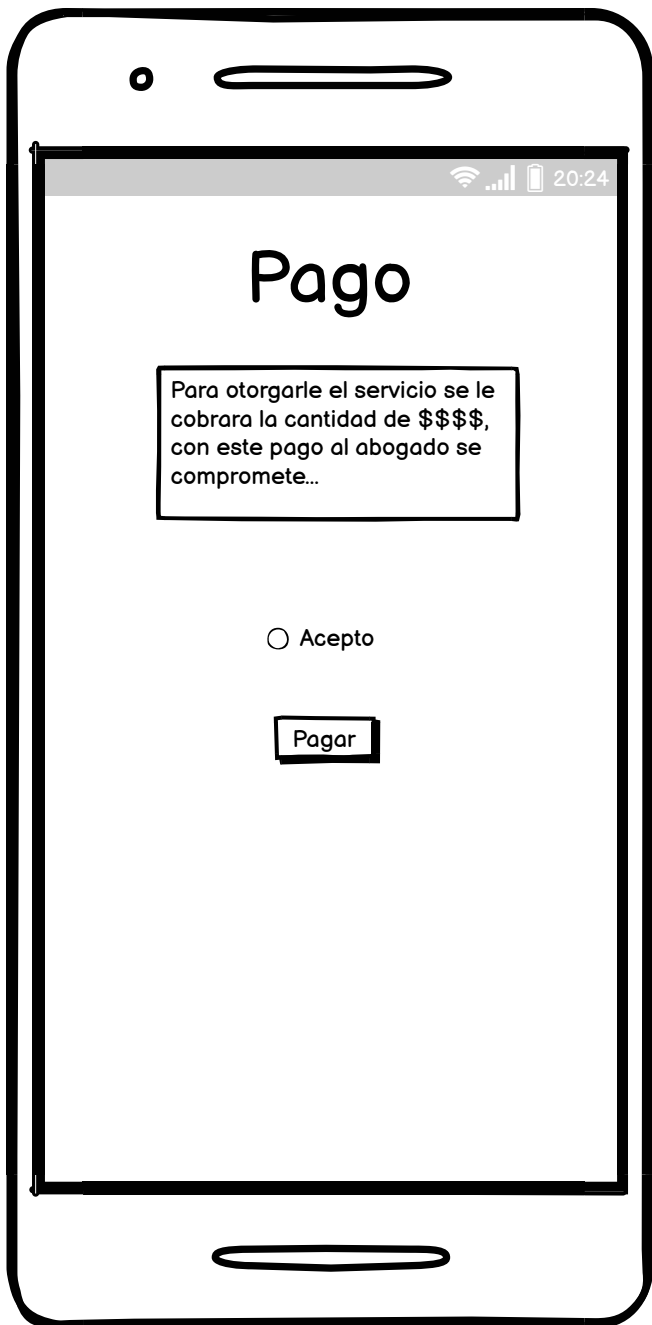 20:24
Pago
Para otorgarle el servicio se le
cobrara la cantidad de $$$$,
con este pago al abogado se
compromete...
Acepto
Pagar